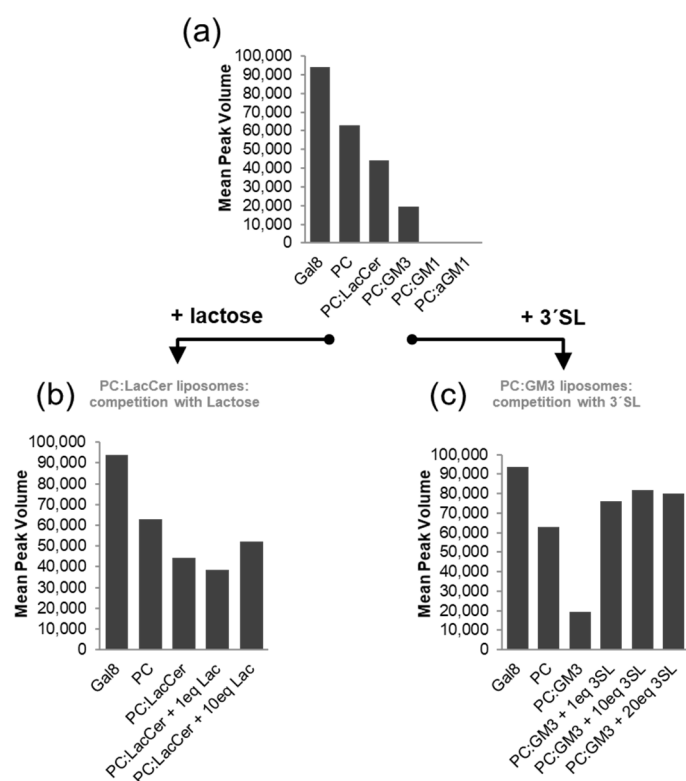 (a)
Mean Peak Volume
100,000
90,000
80,000
70,000
60,000
50,000
40,000
30,000
20,000
10,000
0
Gal8
PC
PC:LacCer
PC:GM3
PC:GM1
PC:aGM1
+ lactose
+ 3´SL
(b)
PC:LacCer liposomes:
competition with Lactose
Mean Peak Volume
100,000
90,000
80,000
70,000
60,000
50,000
40,000
30,000
20,000
10,000
0
Gal8
PC
PC:LacCer
PC:LacCer + 1eq Lac
PC:LacCer + 10eq Lac
(c)
PC:GM3 liposomes:
competition with 3´SL
Mean Peak Volume
100,000
90,000
80,000
70,000
60,000
50,000
40,000
30,000
20,000
10,000
0
Gal8
PC
PC:GM3
PC:GM3 + 1eq 3SL
PC:GM3 + 10eq 3SL
PC:GM3 + 20eq 3SL